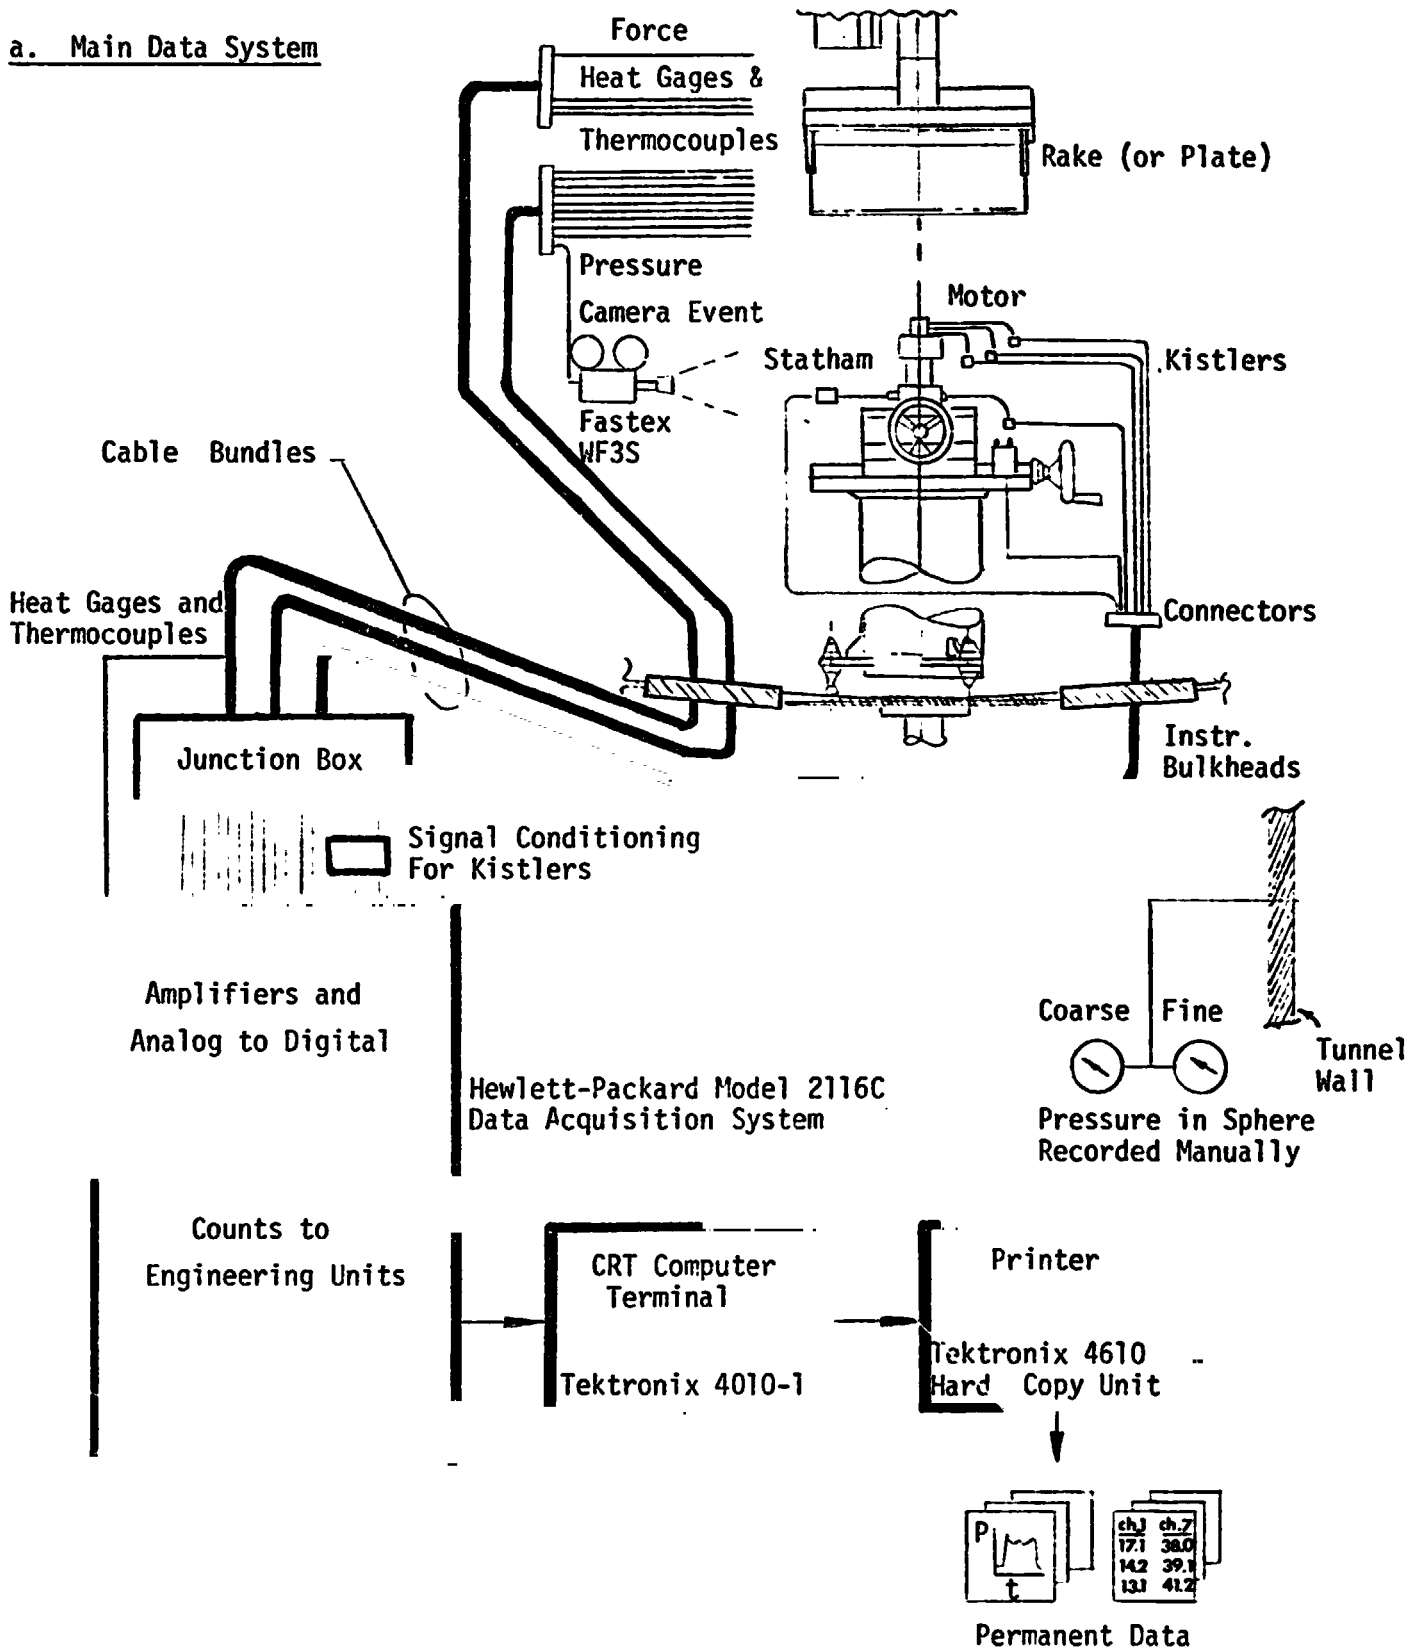 a. Main Data System
Force
Heat Gages &
Thermocouples
Rake (or Plate)
Pressure
Camera Event
Motor
Statham
Kistlers
Fastex
WF3S
Cable Bundles
Heat Gages and
Thermocouples
Connectors
Junction Box
Instr.
Bulkheads
Signal Conditioning
For Kistlers
Amplifiers and
Analog to Digital
Coarse Fine
Tunnel
Wall
Hewlett-Packard Model 2116C
Data Acquisition System
Pressure in Sphere
Recorded Manually
Counts to
Engineering Units
CRT Computer
Terminal
Tektronix 4010-1
Printer
Tektronix 4610
Hard Copy Unit
P
t
ch.1 ch.7
17.1 38.0
14.2 39.1
13.1 41.2
Permanent Data